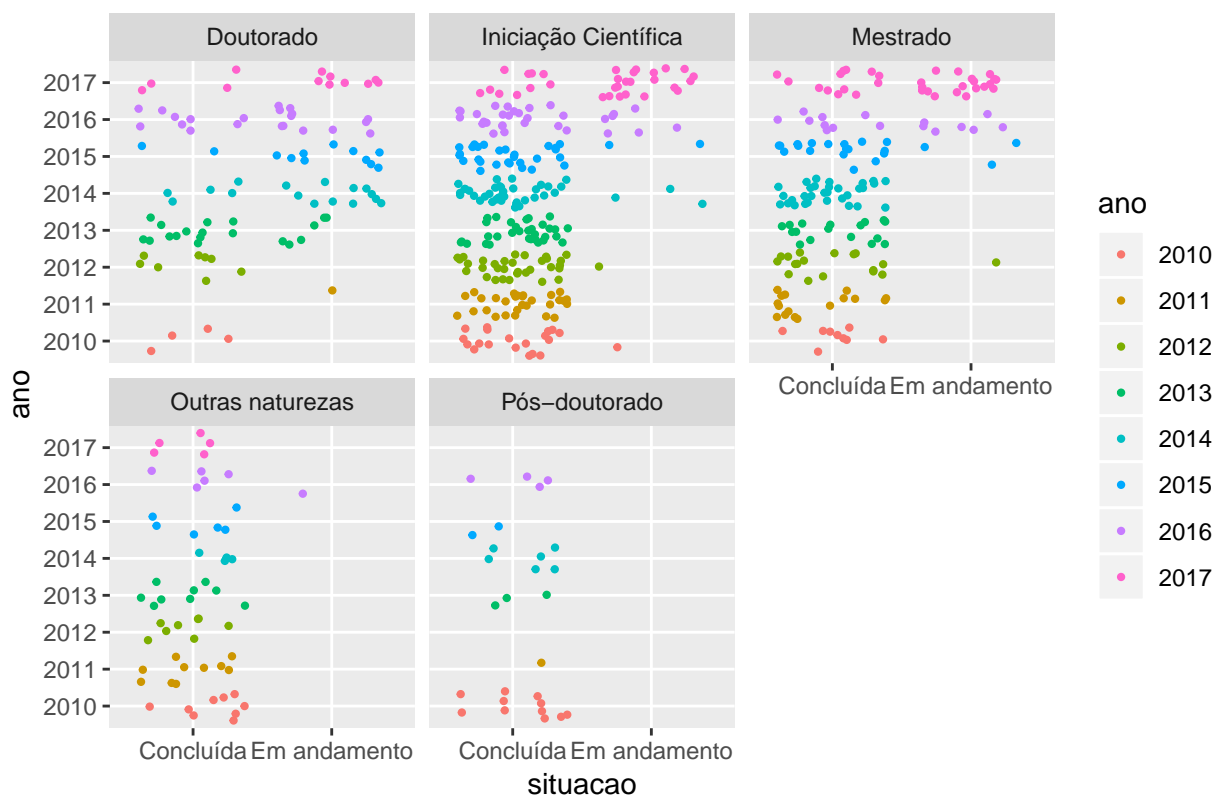 Doutorado
Iniciação Científica
Mestrado
2017
2016
2015
2014
2013
2012
2011
2010
Concluída Em andamento
Outras naturezas
Pós−doutorado
2017
2016
2015
2014
2013
2012
2011
2010
Concluída Em andamento
Concluída Em andamento
situacao
ano
ano
2010
2011
2012
2013
2014
2015
2016
2017